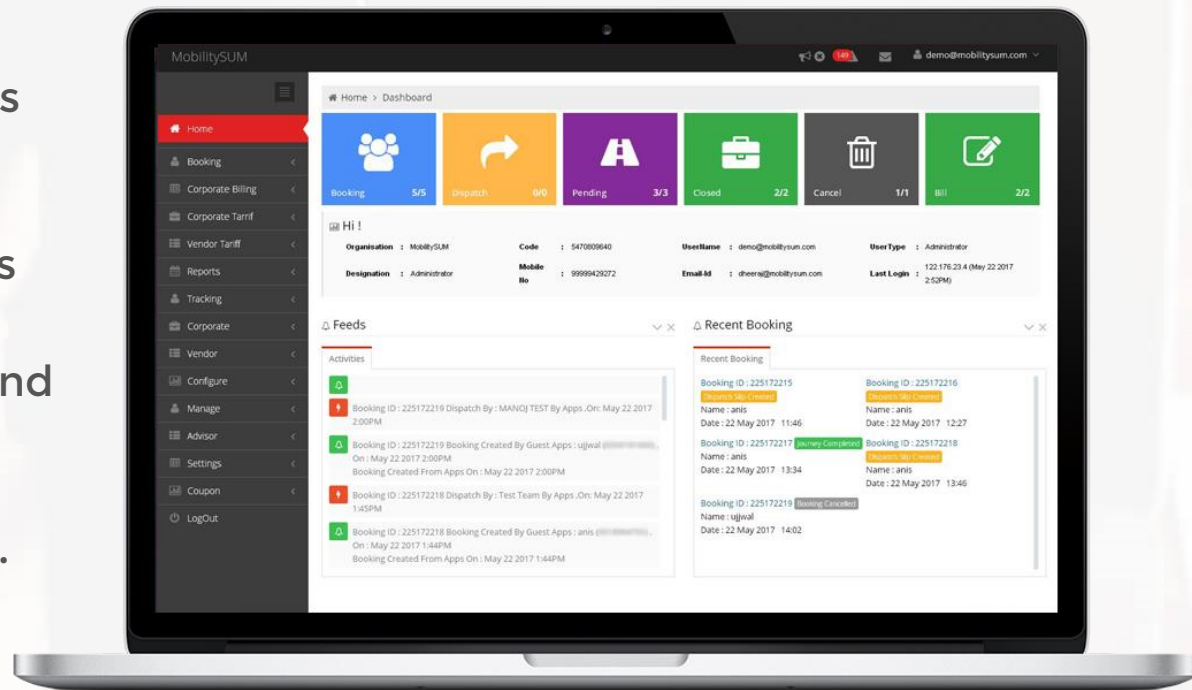 s
s
nd
.
MobilitySUM
149
demo@mobilitysum.com
Home > Dashboard
Home
Booking
Corporate Billing
Corporate Tarrif
Vendor Tariff
Reports
Tracking
Corporate
Vendor
Configure
Manage
Advisor
Settings
Coupon
LogOut
Booking 5/5
Dispatch 0/0
Pending 3/3
Closed 2/2
Cancel 1/1
Bill 2/2
Hi !
Organisation : MobilitySUM Code : 5470809640 UserName : demo@mobilitysum.com UserType : Administrator
Designation : Administrator Mobile No : 99999429272 Email-Id : dheeraj@mobilitysum.com Last Login : 122.176.23.4 (May 22 2017
2:52PM)
Feeds
Activities
Booking ID : 225172219 Dispatch By : MANOJ TEST By Apps .On: May 22 2017
2:00PM
Booking ID : 225172219 Booking Created By Guest Apps : ujjwal
On : May 22 2017 2:00PM
Booking Created From Apps On : May 22 2017 2:00PM
Booking ID : 225172218 Dispatch By : Test Team By Apps .On: May 22 2017
1:45PM
Booking ID : 225172218 Booking Created By Guest Apps : anis
On : May 22 2017 1:44PM
Booking Created From Apps On : May 22 2017 1:44PM
Recent Booking
Recent Booking
Booking ID : 225172215
Dispatch Slip Created
Name : anis
Date : 22 May 2017 11:46
Booking ID : 225172216
Dispatch Slip Created
Name : anis
Date : 22 May 2017 12:27
Booking ID : 225172217 Journey Completed
Name : anis
Date : 22 May 2017 13:34
Booking ID : 225172218
Dispatch Slip Created
Name : anis
Date : 22 May 2017 13:46
Booking ID : 225172219 Booking Cancelled
Name : ujjwal
Date : 22 May 2017 14:02